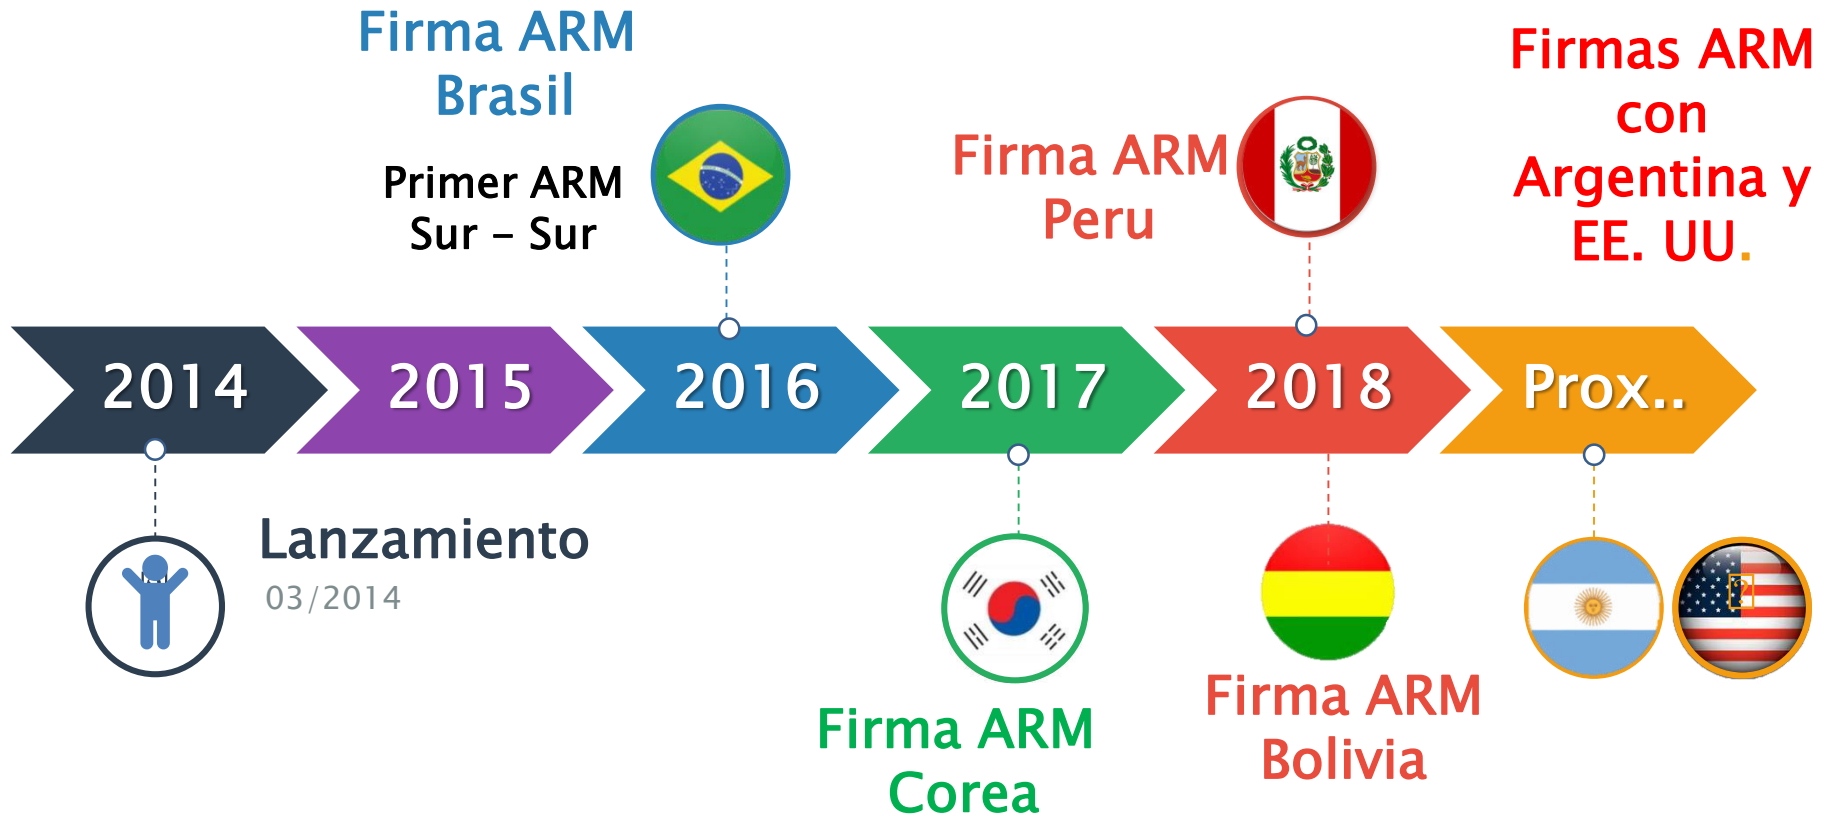 Firma ARM
Brasil
Primer ARM
Sur - Sur
Firma ARM
Peru
Firmas ARM
con
Argentina y
EE. UU.
2014
2015
2016
2017
2018
Prox..
Lanzamiento
03/2014
Firma ARM
Corea
Firma ARM
Bolivia